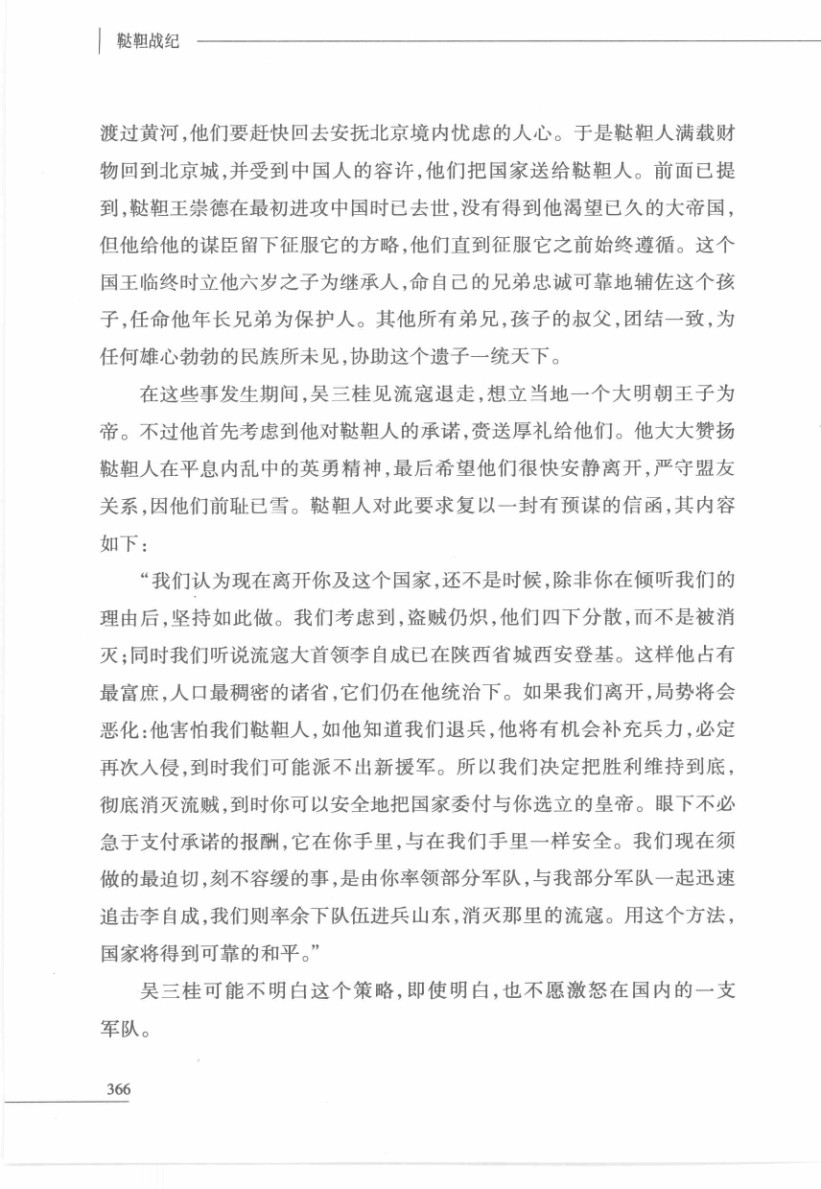 鞑靼战纪
渡过黄河,他们要赶快回去安抚北京境内忧虑的人心。于是鞑靼人满载财
物回到北京城,并受到中国人的容许,他们把国家送给鞑靼人。前面已提
到,鞑靼王崇德在最初进攻中国时已去世,没有得到他渴望已久的大帝国,
但他给他的谋臣留下征服它的方略,他们直到征服它之前始终遵循。这个
国王临终时立他六岁之子为继承人,命自己的兄弟忠诚可靠地辅佐这个孩
子,任命他年长兄弟为保护人。其他所有弟兄,孩子的叔父,团结一致,为
任何雄心勃勃的民族所未见,协助这个遗子一统天下。
在这些事发生期间,吴三桂见流寇退走,想立当地一个大明朝王子为
帝。不过他首先考虑到他对鞑靼人的承诺,赍送厚礼给他们。他大大赞扬
鞑靼人在平息内乱中的英勇精神,最后希望他们很快安静离开,严守盟友
关系,因他们前耻已雪。鞑靼人对此要求复以一封有预谋的信函,其内容
如下:
“我们认为现在离开你及这个国家,还不是时候,除非你在倾听我们的
理由后,坚持如此做。我们考虑到,盗贼仍炽,他们四下分散,而不是被消
灭;同时我们听说流寇大首领李自成已在陕西省城西安登基。这样他占有
最富庶,人口最稠密的诸省,它们仍在他统治下。如果我们离开,局势将会
恶化:他害怕我们鞑靼人,如他知道我们退兵,他将有机会补充兵力,必定
再次入侵,到时我们可能派不出新援军。所以我们决定把胜利维持到底,
彻底消灭流贼,到时你可以安全地把国家委付与你选立的皇帝。眼下不必
急于支付承诺的报酬,它在你手里,与在我们手里一样安全。我们现在须
做的最迫切,刻不容缓的事,是由你率领部分军队,与我部分军队一起迅速
追击李自成,我们则率余下队伍进兵山东,消灭那里的流寇。用这个方法,
国家将得到可靠的和平。”
吴三桂可能不明白这个策略,即使明白,也不愿激怒在国内的一支
军队。
366